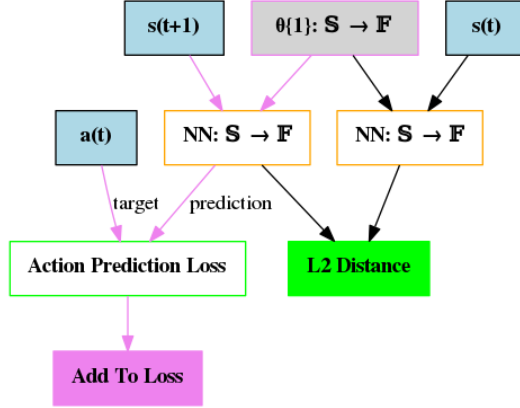 s(t+1)
θ{1}: 𝕊 → 𝔽
s(t)
a(t)
NN: 𝕊 → 𝔽
NN: 𝕊 → 𝔽
target
prediction
Action Prediction Loss
L2 Distance
Add To Loss